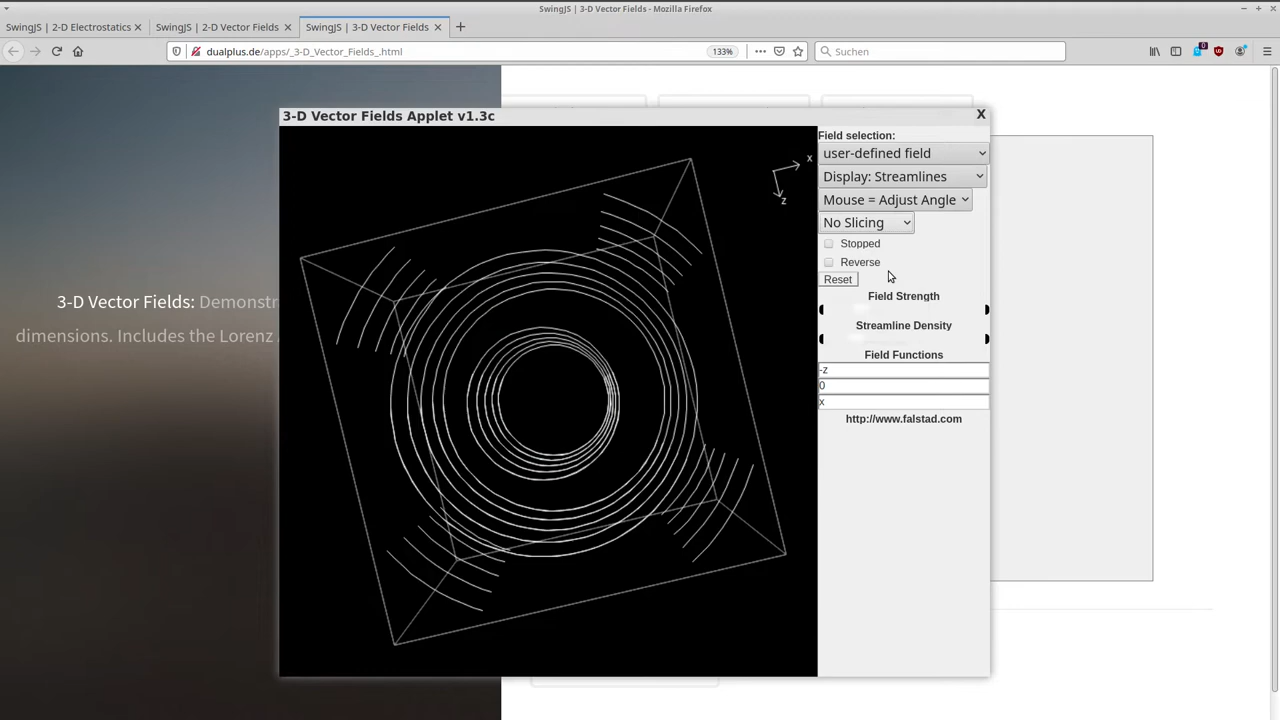 SwingJS | 3-D Vector Fields - Mozilla Firefox
SwingJS | 2-D Electrostatics
SwingJS | 2-D Vector Fields
SwingJS | 3-D Vector Fields
dualplus.de/apps/_3-D_Vector_Fields_.html
133%
Suchen
0
3-D Vector Fields Applet v1.3c
X
x
z
Field selection:
user-defined field
Display: Streamlines
Mouse = Adjust Angle
No Slicing
Stopped
Reverse
Reset
Field Strength
Streamline Density
Field Functions
-z
0
x
http://www.falstad.com
3-D Vector Fields: Demonstr
dimensions. Includes the Lorenz